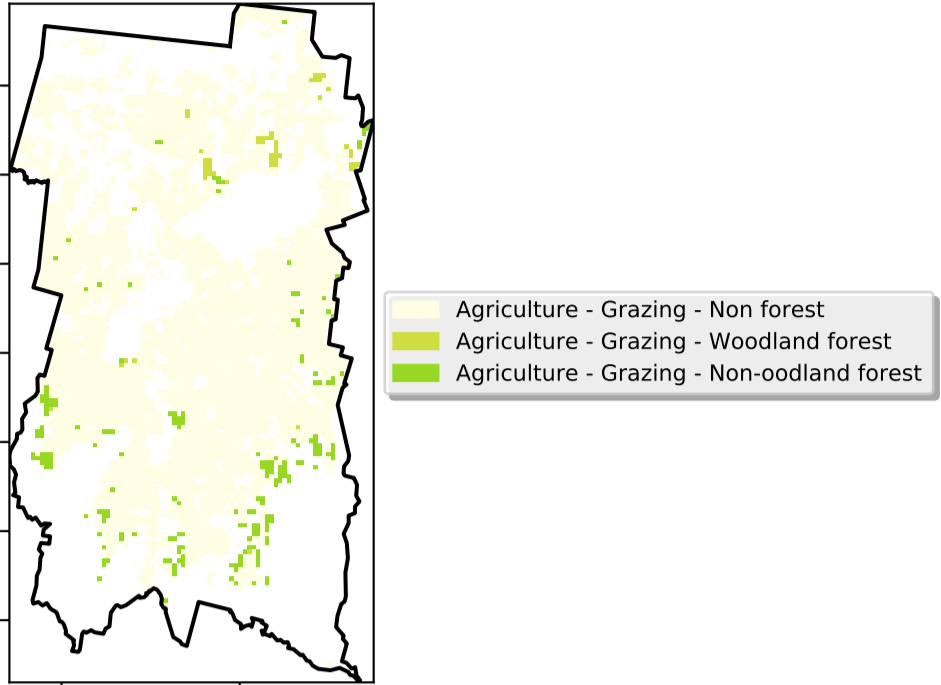 Agriculture - Grazing - Non forest
Agriculture - Grazing - Woodland forest
Agriculture - Grazing - Non-oodland forest